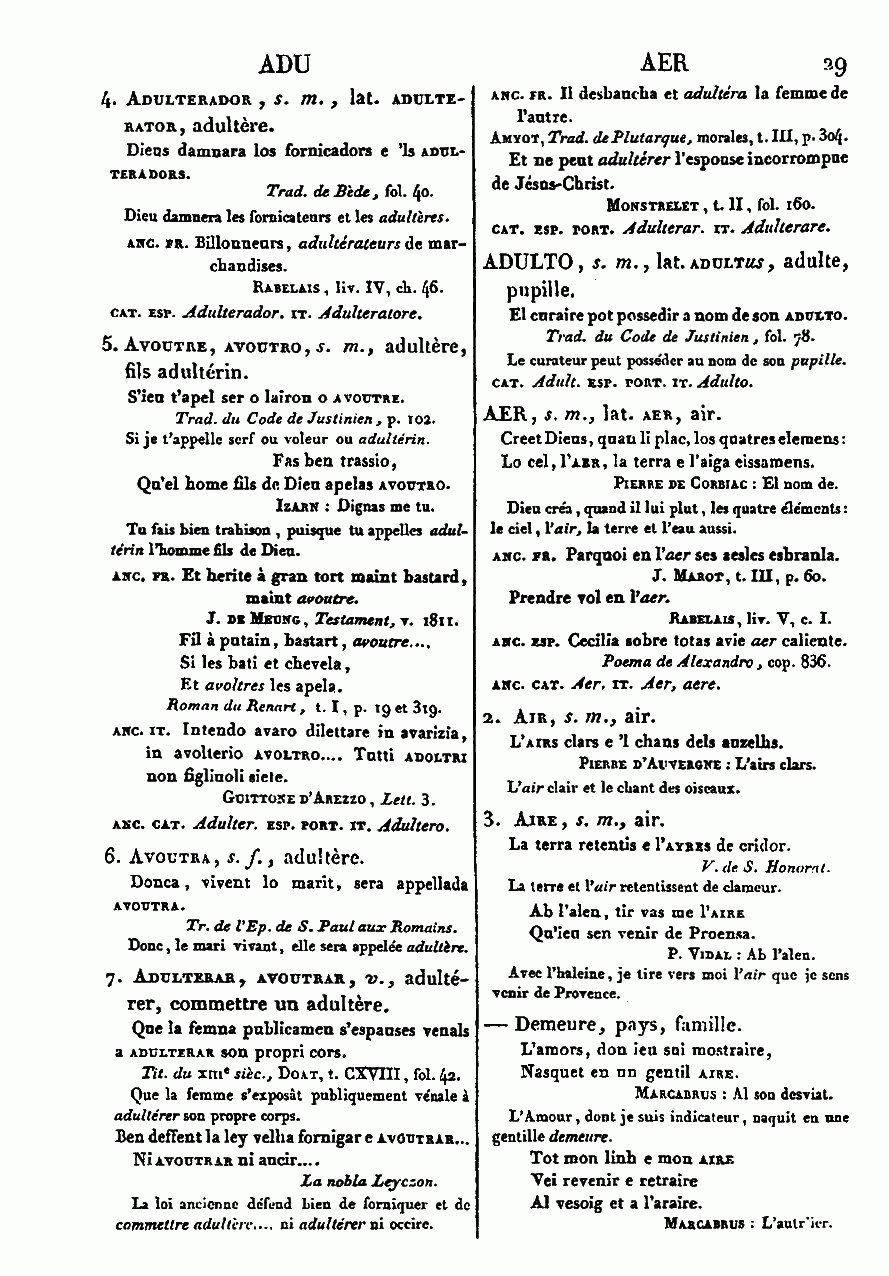 ADU
AER
29
4. ADULTERADOR, s. m., lat. ADULTE-
RATOR, adultère.
Dieus damnara los fornicadors e 'ls ADUL-
TERADORS.
Trad. de Bède, fol. 40.
Dieu damnera les fornicateurs et les adultères.
ANC. FR. Billonneurs, adultérateurs de mar-
chandises.
RABELAIS, liv. IV, ch. 46.
CAT. ESP. Adulterador. IT. Adulteratore.
5. AVOUTRE, AVOUTRO, s. m., adultère,
fils adultérin.
S'ieu t'apel ser o lairon o AVOUTRE.
Trad. du Code de Justinien, p. 102.
Si je t'appelle serf ou voleur ou adultérin.
Fas ben trassio,
Qu'el home fils de Dieu apelas AVOUTRO.
IZARN : Dignas me tu.
Tu fais bien trahison, puisque tu appelles adul-
térin l'homme fils de Dieu.
ANC. FR. Et herite à gran tort maint bastard,
maint avoutre.
J. DE MEUNG, Testament, v. 1811.
Fil à putain, bastart, avoutre....
Si les bati et chevela,
Et avoltres les apela.
Roman du Renart, t. I, p. 19 et 319.
ANC. IT. Intendo avaro dilettare in avarizia,
in avolterio AVOLTRO.... Tutti ADOLTRI
non figliuoli siete.
GUITTONE D'AREZZO, Lett. 3.
ANC. CAT. Adulter. ESP. PORT. IT. Adultero.
6. AVOUTRA, s. f., adultère.
Donca, vivent lo marit, sera appellada
AVOUTRA.
Tr. de l'Ep. de S. Paul aux Romains.
Donc, le mari vivant, elle sera appelée adultère.
7. ADULTERAR, AVOUTRAR, v., adulté-
rer, commettre un adultère.
Que la femna publicamen s'espauses venals
a ADULTERAR son propri cors.
Tit. du XIIIe sièc., DOAT, t. CXVIII, fol. 42.
Que la femme s'exposât publiquement vénale à
adultérer son propre corps.
Ben deffent la ley velha fornigar e AVOUTRAR...
Ni AVOUTRAR ni aucir....
La nobla Leyczon.
La loi ancienne défend bien de forniquer et de
commettre adultère.... ni adultérer ni occire.
ANC. FR. Il desbaucha et adultéra la femme de
l'autre.
AMYOT, Trad. de Plutarque, morales, t. III, p. 304.
Et ne peut adultérer l'espouse incorrompue
de Jésus-Christ.
MONSTRELET, t. II, fol. 160.
CAT. ESP. PORT. Adulterar. IT. Adulterare.
ADULTO, s. m., lat. ADULTUS, adulte,
pupille.
El curaire pot possedir a nom de son ADULTO.
Trad. du Code de Justinien, fol. 78.
Le curateur peut posséder au nom de son pupille.
CAT. Adult. ESP. PORT. IT. Adulto.
AER, s. m., lat. AER, air.
Creet Dieus, quan li plac, los quatres elemens:
Lo cel, l'AER, la terra e l'aiga eissamens.
PIERRE DE CORBIAC : El nom de.
Dieu créa, quand il lui plut, les quatre éléments:
le ciel, l'air, la terre et l'eau aussi.
ANC. FR. Parquoi en l'aer ses aesles esbranla.
J. MAROT, t. III, p. 60.
Prendre vol en l'aer.
RABELAIS, liv. V, c. I.
ANC. ESP. Cecilia sobre totas avie aer caliente.
Poema de Alexandro, cop. 836.
ANC. CAT. Aer. IT. Aer, aere.
2. AIR, s. m., air.
L'AIRS clars e 'l chans dels auzelhs.
PIERRE D'AUVERGNE : L'airs clars.
L'air clair et le chant des oiseaux.
3. AIRE, s. m., air.
La terra retentis e l'AYRES de cridor.
V. de S. Honorat.
La terre et l'air retentissent de clameur.
Ab l'alen, tir vas me l'AIRE
Qu'ieu sen venir de Proensa.
P. VIDAL : Ab l'alen.
Avec l'haleine, je tire vers moi l'air que je sens
venir de Provence.
— Demeure, pays, famille.
L'amors, don ieu sui mostraire,
Nasquet en un gentil AIRE.
MARCABRUS : Al son desviat.
L'Amour, dont je suis indicateur, naquit en une
gentille demeure.
Tot mon linh e mon AIRE
Vei revenir e retraire
Al vesoig et a l'araire.
MARCABRUS : L'autr'ier.